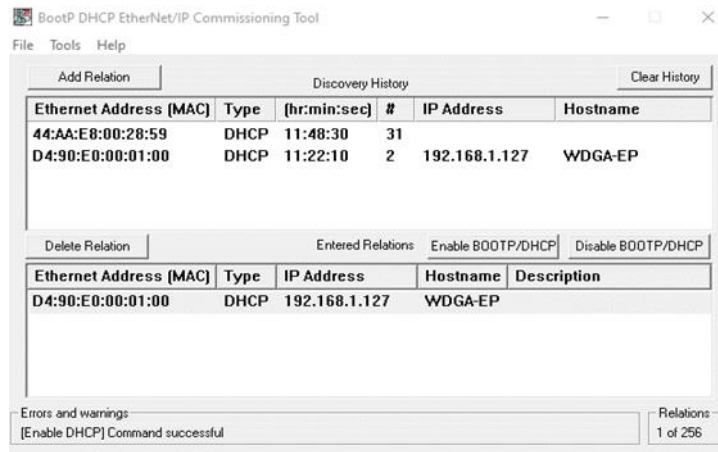 BootP DHCP EtherNet/IP Commissioning Tool
File Tools Help
Add Relation Discovery History Clear History
Ethernet Address (MAC) Type (hr:min:sec) # IP Address Hostname
44:AA:E8:00:28:59 DHCP 11:48:30 31
D4:90:E0:00:01:00 DHCP 11:22:10 2 192.168.1.127 WDGA-EP
Delete Relation Entered Relations Enable BOOTP/DHCP Disable BOOTP/DHCP
Ethernet Address (MAC) Type IP Address Hostname Description
D4:90:E0:00:01:00 DHCP 192.168.1.127 WDGA-EP
Errors and warnings Relations
[Enable DHCP] Command successful 1 of 256